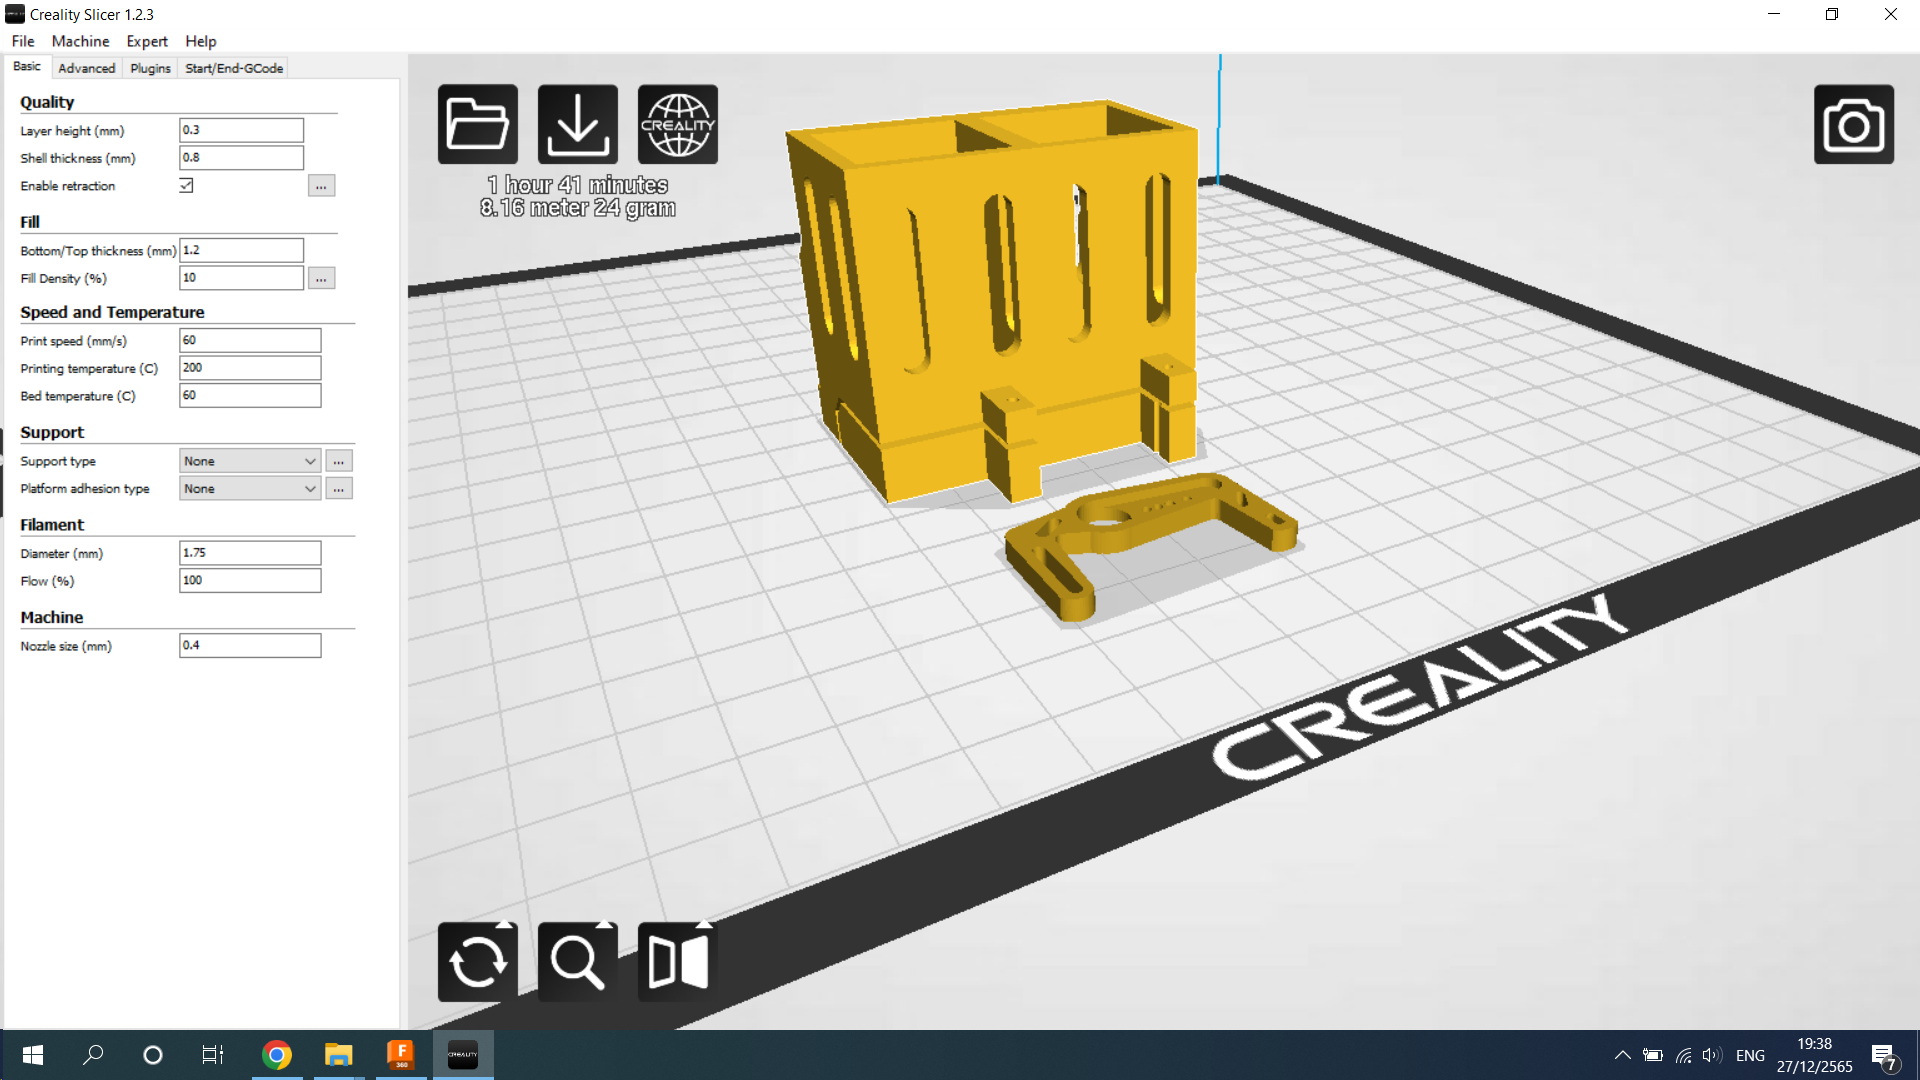 Creality Slicer 1.2.3
File Machine Expert Help
Basic Advanced Plugins Start/End-GCode
Quality
Layer height (mm) 0.3
Shell thickness (mm) 0.8
Enable retraction ...
Fill
Bottom/Top thickness (mm) 1.2
Fill Density (%) 10 ...
Speed and Temperature
Print speed (mm/s) 60
Printing temperature (C) 200
Bed temperature (C) 60
Support
Support type None ...
Platform adhesion type None ...
Filament
Diameter (mm) 1.75
Flow (%) 100
Machine
Nozzle size (mm) 0.4
CREALITY
1 hour 41 minutes
8.16 meter 24 gram
CREALITY
F
360
CREALITY
ENG
19:38
27/12/2565
7